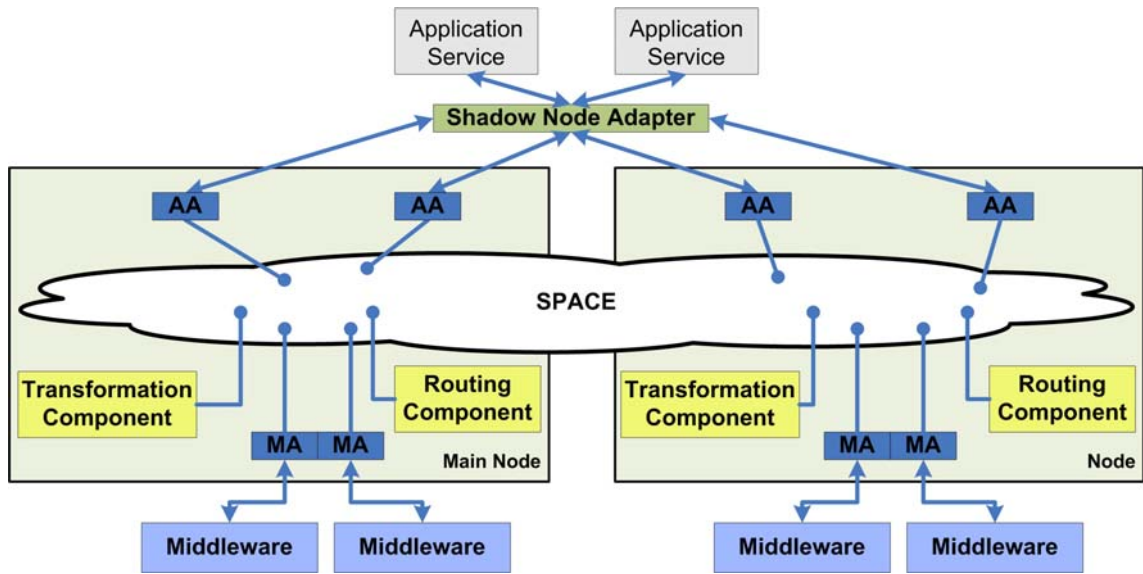 Application
Service
Application
Service
Shadow Node Adapter
AA
AA
AA
AA
SPACE
Transformation
Component
Routing
Component
Transformation
Component
Routing
Component
MA
MA
Main Node
MA
MA
Node
Middleware
Middleware
Middleware
Middleware